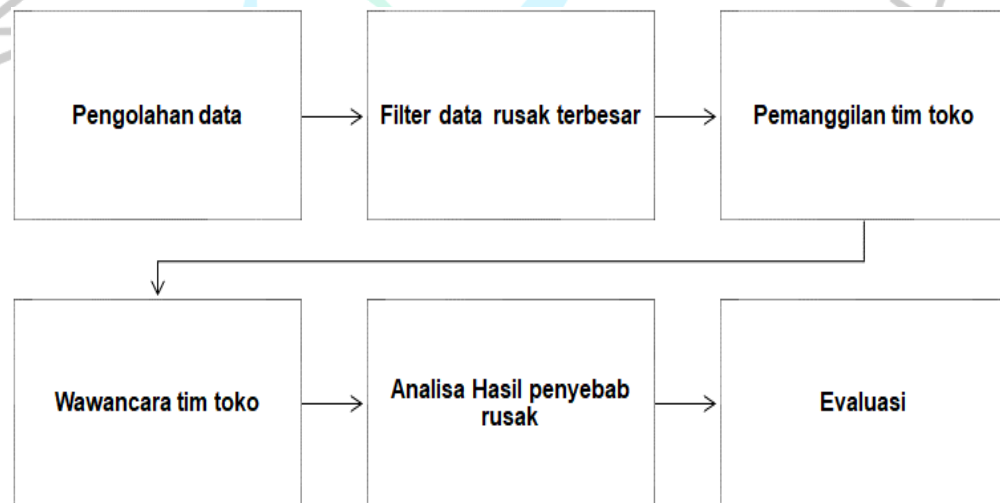 Pengolahan data
Filter data rusak terbesar
Pemanggilan tim toko
Wawancara tim toko
Analisa Hasil penyebab
rusak
Evaluasi